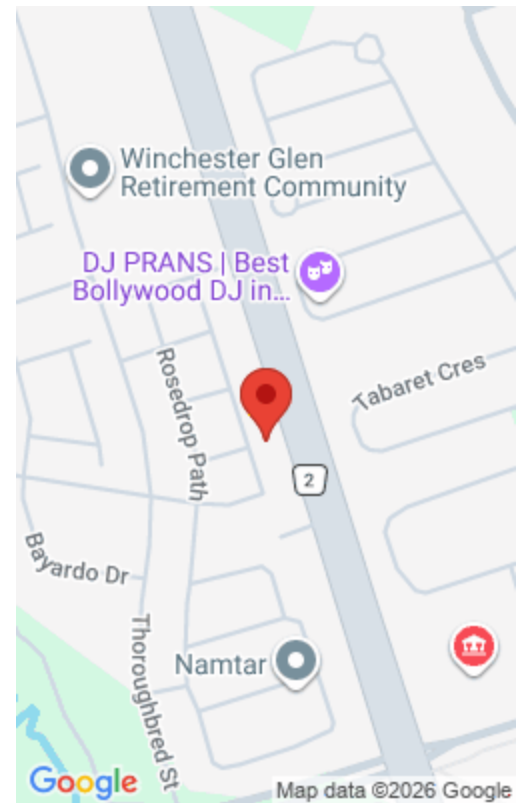 Winchester Glen
Retirement Community
DJ PRANS | Best
Bollywood DJ in...
Rosedrop Path
Tabaret Cres
2
Bayardo Dr
Thoroughbred St
Namtar
Google
Map data ©2026 Google